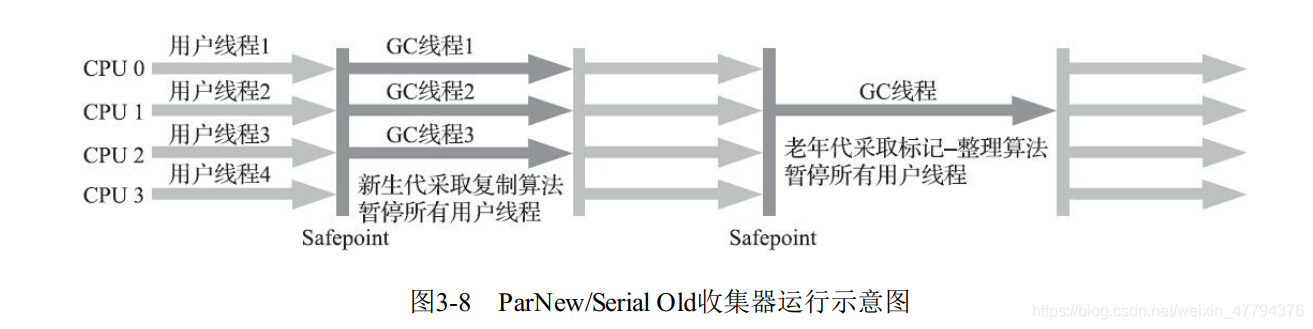 用户线程1
GC线程1
CPU 0
用户线程2
GC线程2
GC线程
CPU 1
用户线程3
GC线程3
CPU 2
用户线程4
CPU 3
新生代采取复制算法
暂停所有用户线程
老年代采取标记–整理算法
暂停所有用户线程
Safepoint
Safepoint
图3-8 ParNew/Serial Old收集器运行示意图
https://blog.csdn.net/weixin_47794376